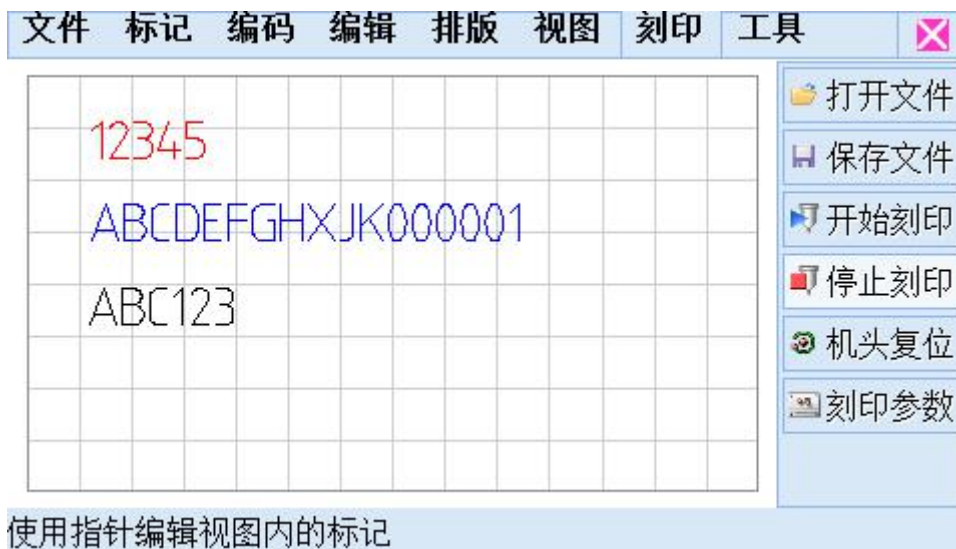 文件 标记 编码 编辑 排版 视图 刻印 工具
12345
ABCDEFGHXJK000001
ABC123
打开文件
保存文件
开始刻印
停止刻印
机头复位
刻印参数
使用指针编辑视图内的标记